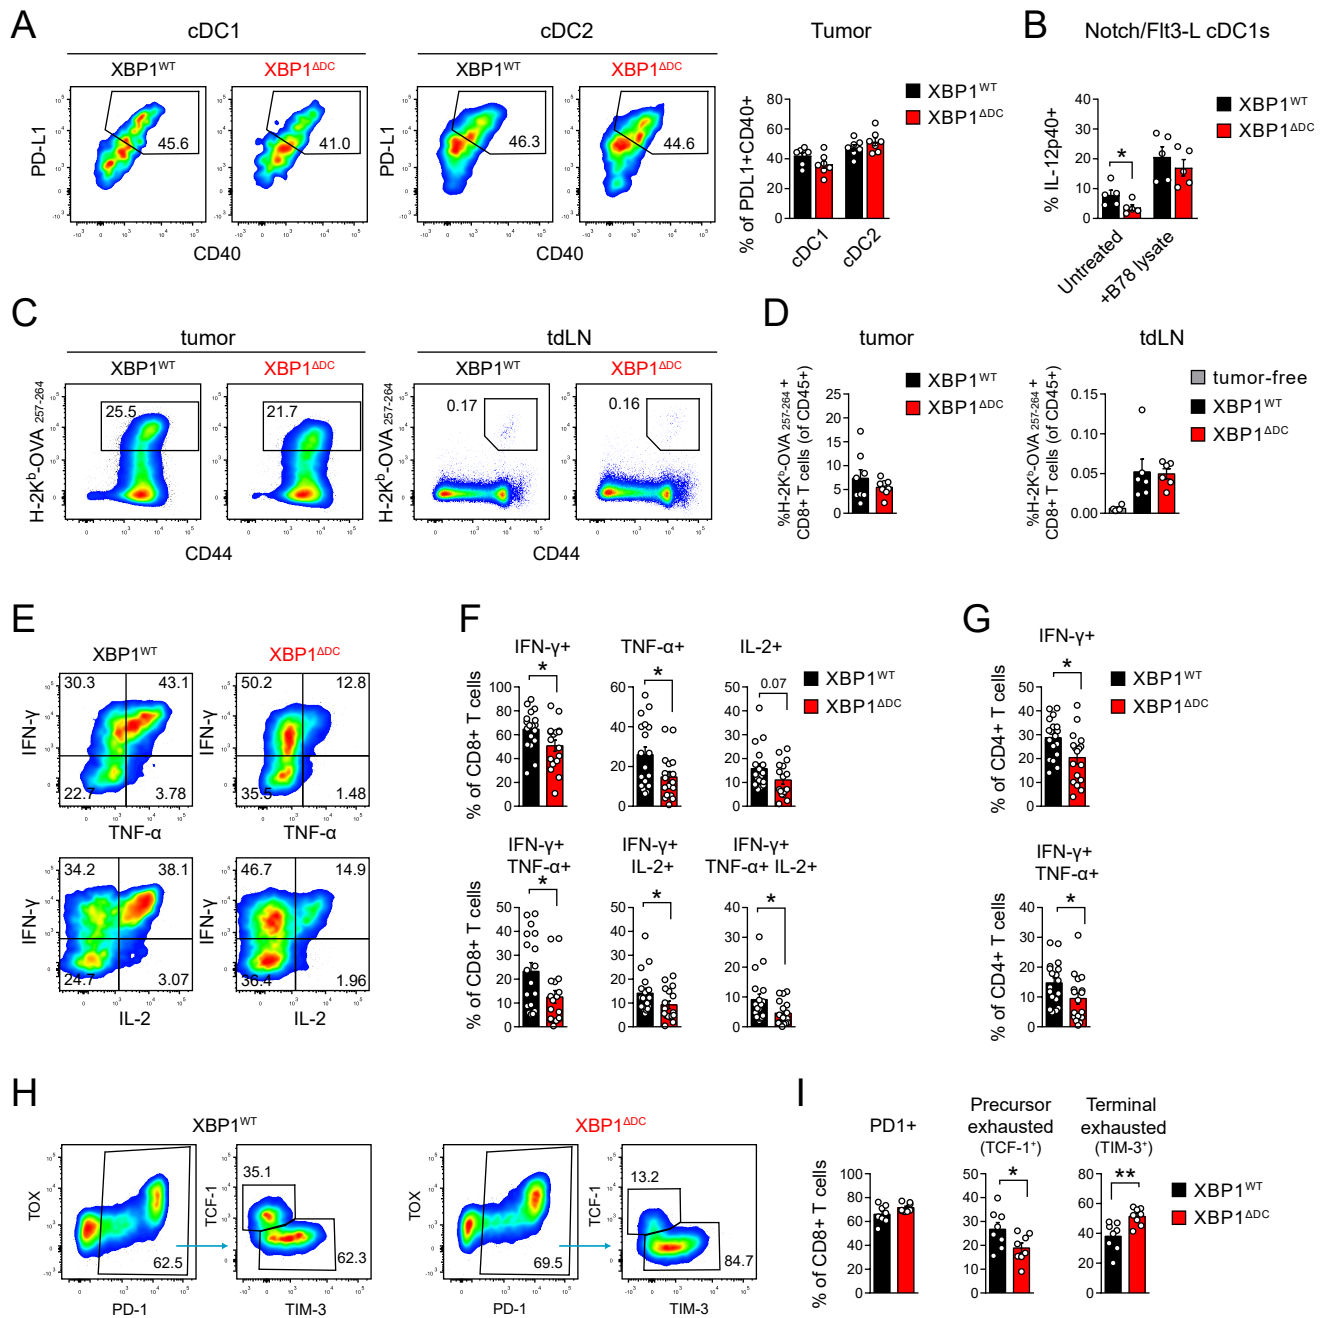 A
cDC1
cDC2
Tumor
XBP1WT
XBP1ΔDC
XBP1WT
XBP1ΔDC
PD-L1
45.6
41.0
PD-L1
46.3
44.6
CD40
CD40
% of PDL1+CD40+
80
60
40
20
0
cDC1
cDC2
XBP1WT
XBP1ΔDC
B
Notch/Flt3-L cDC1s
% IL-12p40+
40
30
20
10
0
*
Untreated
+B78 lysate
XBP1WT
XBP1ΔDC
C
tumor
tdLN
XBP1WT
XBP1ΔDC
XBP1WT
XBP1ΔDC
H-2Kb-OVA 257-264
25.5
21.7
H-2Kb-OVA 257-264
0.17
0.16
CD44
CD44
D
tumor
tdLN
%H-2Kb-OVA 257-264 +
CD8+ T cells (of CD45+)
25
20
15
10
5
0
XBP1WT
XBP1ΔDC
%H-2Kb-OVA 257-264 +
CD8+ T cells (of CD45+)
0.15
0.10
0.05
0.00
tumor-free
XBP1WT
XBP1ΔDC
E
XBP1WT
XBP1ΔDC
IFN-γ
30.3
43.1
22.7
3.78
IFN-γ
50.2
12.8
35.5
1.48
TNF-α
TNF-α
IFN-γ
34.2
38.1
24.7
3.07
IFN-γ
46.7
14.9
36.4
1.96
IL-2
IL-2
F
IFN-γ+
TNF-α+
IL-2+
% of CD8+ T cells
100
80
60
40
20
0
*
60
40
20
0
*
50
40
30
20
10
0
0.07
XBP1WT
XBP1ΔDC
IFN-γ+
TNF-α+
IFN-γ+
IL-2+
IFN-γ+
TNF-α+ IL-2+
% of CD8+ T cells
50
40
30
20
10
0
*
50
40
30
20
10
0
*
40
30
20
10
0
*
G
IFN-γ+
% of CD4+ T cells
50
40
30
20
10
0
*
XBP1WT
XBP1ΔDC
IFN-γ+
TNF-α+
% of CD4+ T cells
40
30
20
10
0
*
H
XBP1WT
XBP1ΔDC
TOX
62.5
TCF-1
35.1
62.3
TOX
69.5
TCF-1
13.2
84.7
PD-1
TIM-3
PD-1
TIM-3
I
PD1+
Precursor
exhausted
(TCF-1+)
Terminal
exhausted
(TIM-3+)
% of CD8+ T cells
100
80
60
40
20
0
50
40
30
20
10
0
*
80
60
40
20
0
**
XBP1WT
XBP1ΔDC